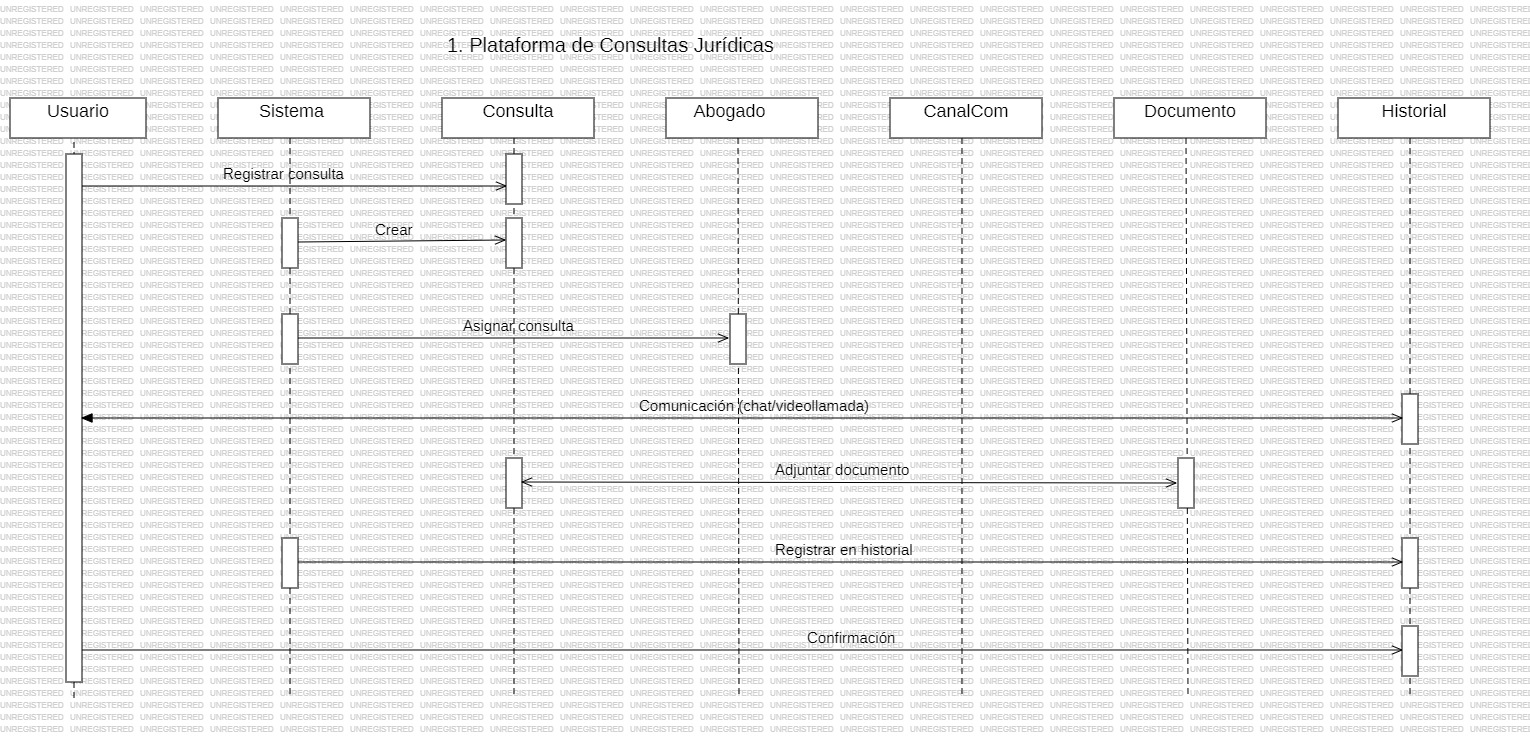 1. Plataforma de Consultas Jurídicas
Usuario
Sistema
Consulta
Abogado
CanalCom
Documento
Historial
Registrar consulta
Crear
Asignar consulta
Comunicación (chat/videollamada)
Adjuntar documento
Registrar en historial
Confirmación
UNREGISTERED